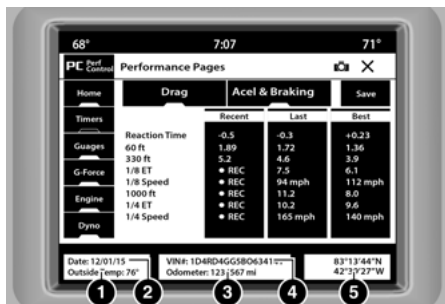 68° 7:07 71°
PC Perf Control Performance Pages
Home Drag Acel & Braking Save
Timers Recent Last Best
Reaction Time -0.5 -0.3 +0.23
Guages 60 ft 1.89 1.72 1.36
330 ft 5.2 4.6 3.9
G-Force 1/8 ET REC 7.5 6.1
1/8 Speed REC 94 mph 112 mph
Engine 1000 ft REC 11.2 8.0
1/4 ET REC 10.2 9.6
Dyno 1/4 Speed REC 165 mph 140 mph
Date: 12/01/15 VIN#: 83°13'44"N
Outside Temp: 76° Odometer: 123,567 mi
1 2 3 4 5